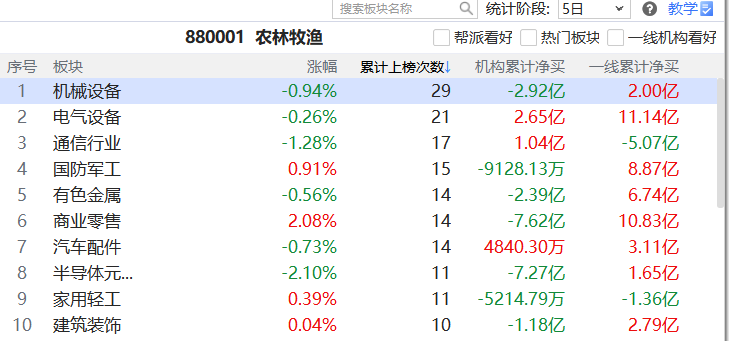 搜索板块名称 统计阶段: 5日 ? 教学
880001 农林牧渔 帮派看好 热门板块 一线机构看好
序号 板块 涨幅 累计上榜次数↓ 机构累计净买 一线累计净买
1 机械设备 -0.94% 29 -2.92亿 2.00亿
2 电气设备 -0.26% 21 2.65亿 11.14亿
3 通信行业 -1.28% 17 1.04亿 -5.07亿
4 国防军工 0.91% 15 -9128.13万 8.87亿
5 有色金属 -0.56% 14 -2.39亿 6.74亿
6 商业零售 2.08% 14 -7.62亿 10.83亿
7 汽车配件 -0.73% 14 4840.30万 3.11亿
8 半导体元... -2.10% 11 -7.27亿 1.65亿
9 家用轻工 0.39% 11 -5214.79万 -1.36亿
10 建筑装饰 0.04% 10 -1.18亿 2.79亿